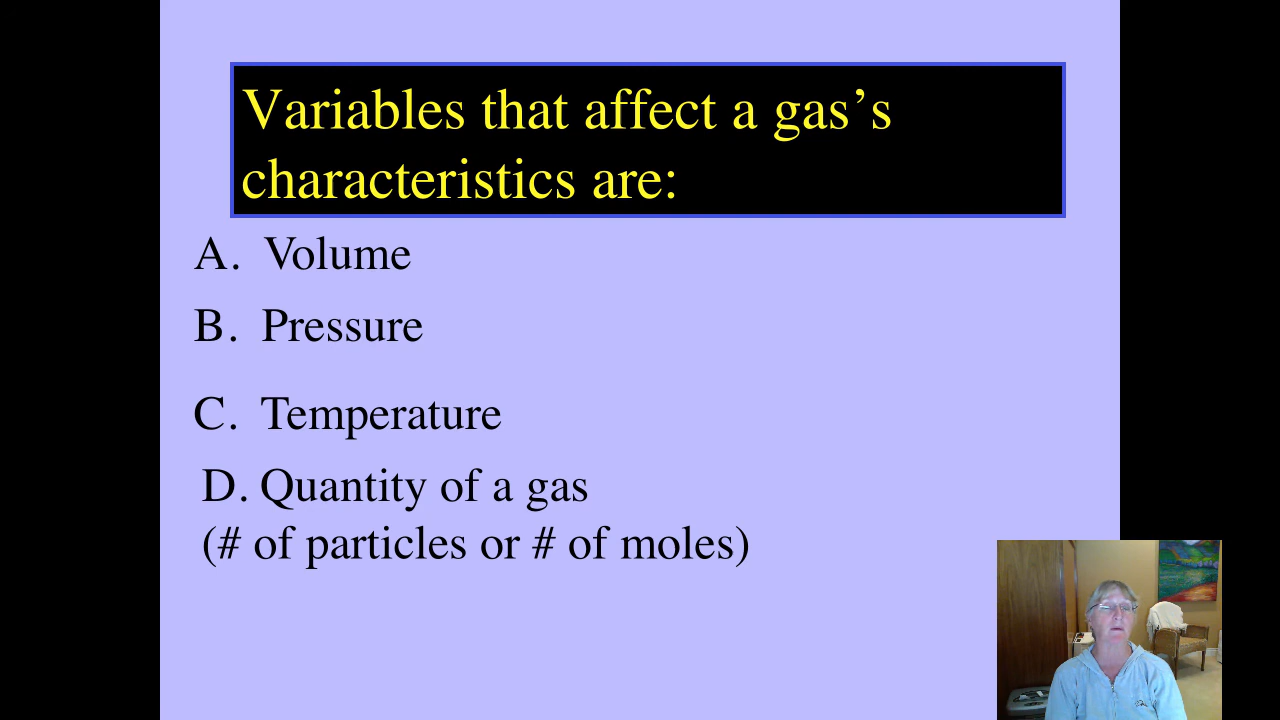 Variables that affect a gas’s
characteristics are:
A. Volume
B. Pressure
C. Temperature
D. Quantity of a gas
(# of particles or # of moles)